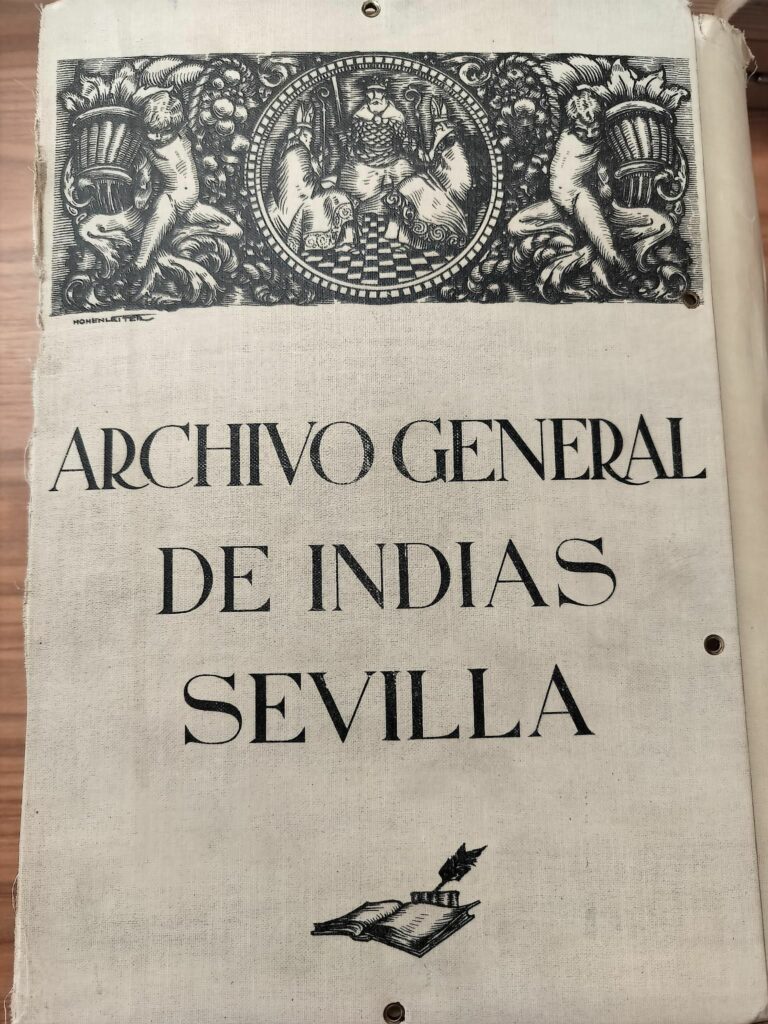 HOHENLEITER
ARCHIVO GENERAL
DE INDIAS
SEVILLA